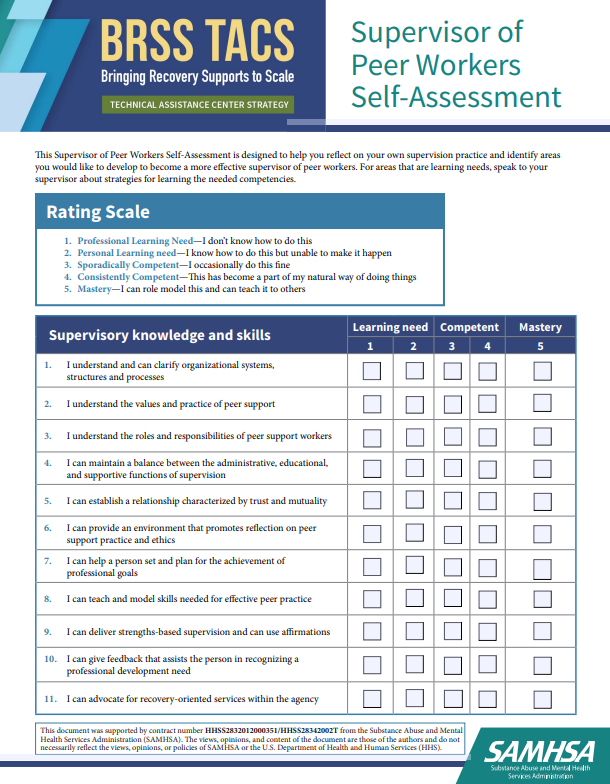 BRSS TACS
Bringing Recovery Supports to Scale
TECHNICAL ASSISTANCE CENTER STRATEGY
Supervisor of
Peer Workers
Self-Assessment
This Supervisor of Peer Workers Self-Assessment is designed to help you reflect on your own supervision practice and identify areas
you would like to develop to become a more effective supervisor of peer workers. For areas that are learning needs, speak to your
supervisor about strategies for learning the needed competencies.
Rating Scale
1. Professional Learning Need—I don't know how to do this
2. Personal Learning need—I know how to do this but unable to make it happen
3. Sporadically Competent—I occasionally do this fine
4. Consistently Competent—This has become a part of my natural way of doing things
5. Mastery—I can role model this and can teach it to others
Supervisory knowledge and skills
Learning need Competent Mastery
1 2 3 4 5
1. I understand and can clarify organizational systems,
structures and processes
2. I understand the values and practice of peer support
3. I understand the roles and responsibilities of peer support workers
4. I can maintain a balance between the administrative, educational,
and supportive functions of supervision
5. I can establish a relationship characterized by trust and mutuality
6. I can provide an environment that promotes reflection on peer
support practice and ethics
7. I can help a person set and plan for the achievement of
professional goals
8. I can teach and model skills needed for effective peer practice
9. I can deliver strengths-based supervision and can use affirmations
10. I can give feedback that assists the person in recognizing a
professional development need
11. I can advocate for recovery-oriented services within the agency
This document was supported by contract number HHSS2832012000351/HHSS28342002T from the Substance Abuse and Mental
Health Services Administration (SAMHSA). The views, opinions, and content of the document are those of the authors and do not
necessarily reflect the views, opinions, or policies of SAMHSA or the U.S. Department of Health and Human Services (HHS).
SAMHSA
Substance Abuse and Mental Health
Services Administration